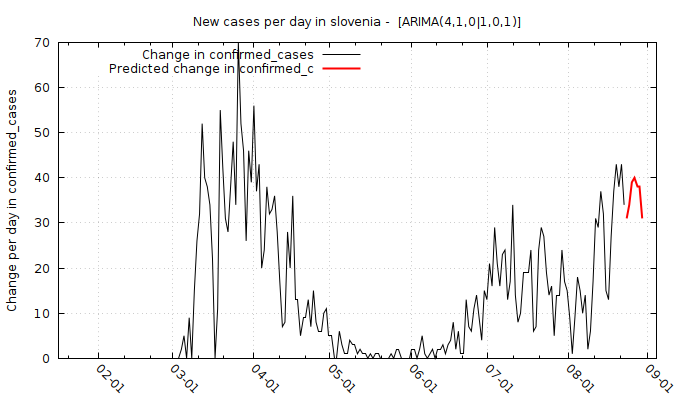 New cases per day in slovenia - [ARIMA(4,1,0|1,0,1)]
Change in confirmed_cases
Predicted change in confirmed_c
Change per day in confirmed_cases
70
60
50
40
30
20
10
0
02-01 03-01 04-01 05-01 06-01 07-01 08-01 09-01